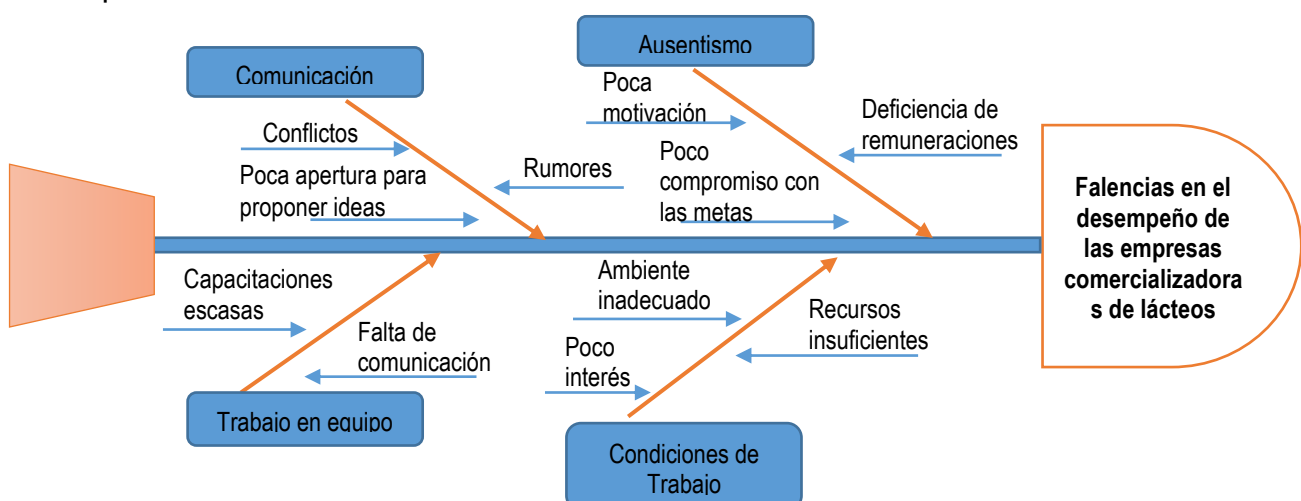 Comunicación
Ausentismo
Conflictos
Poca apertura para
proponer ideas
Rumores
Poca
motivación
Poco
compromiso con
las metas
Deficiencia de
remuneraciones
Falencias en el
desempeño de
las empresas
comercializadora
s de lácteos
Capacitaciones
escasas
Falta de
comunicación
Trabajo en equipo
Ambiente
inadecuado
Poco
interés
Recursos
insuficientes
Condiciones de
Trabajo